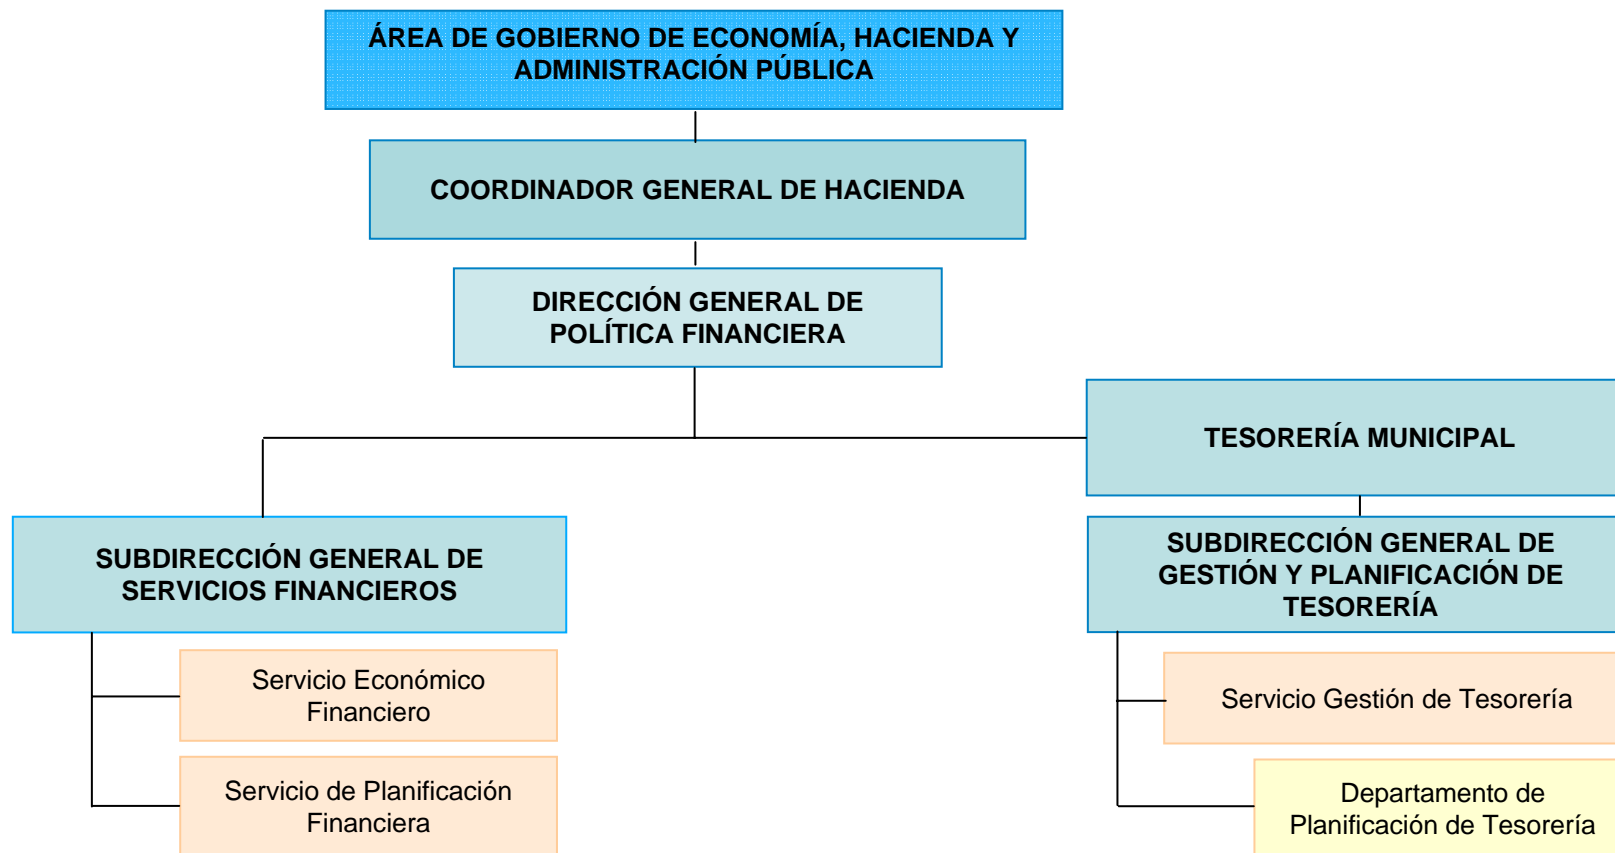 ÁREA DE GOBIERNO DE ECONOMÍA, HACIENDA Y
ADMINISTRACIÓN PÚBLICA
COORDINADOR GENERAL DE HACIENDA
DIRECCIÓN GENERAL DE
POLÍTICA FINANCIERA
TESORERÍA MUNICIPAL
SUBDIRECCIÓN GENERAL DE
SERVICIOS FINANCIEROS
SUBDIRECCIÓN GENERAL DE
GESTIÓN Y PLANIFICACIÓN DE
TESORERÍA
Servicio Económico
Financiero
Servicio Gestión de Tesorería
Servicio de Planificación
Financiera
Departamento de
Planificación de Tesorería